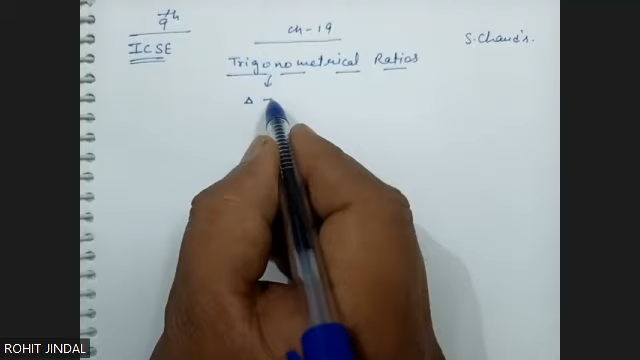 9th
ICSE
Ch-19
Trigonometrical Ratios
S. Chand's.
Δ
ROHIT JINDAL